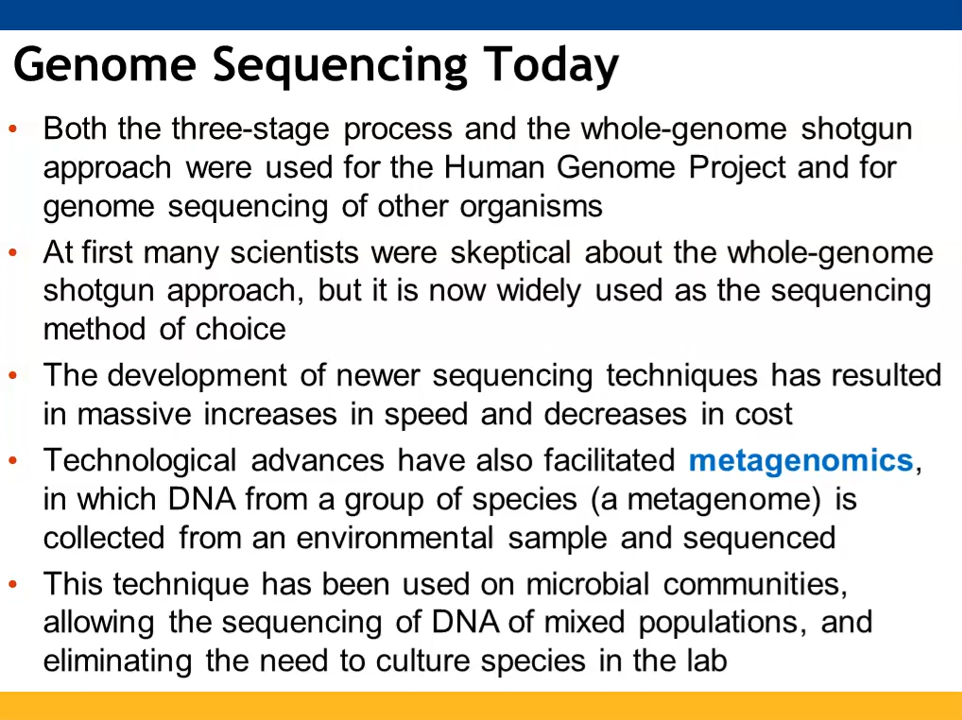 Genome Sequencing Today
• Both the three-stage process and the whole-genome shotgun
approach were used for the Human Genome Project and for
genome sequencing of other organisms
• At first many scientists were skeptical about the whole-genome
shotgun approach, but it is now widely used as the sequencing
method of choice
• The development of newer sequencing techniques has resulted
in massive increases in speed and decreases in cost
• Technological advances have also facilitated metagenomics,
in which DNA from a group of species (a metagenome) is
collected from an environmental sample and sequenced
• This technique has been used on microbial communities,
allowing the sequencing of DNA of mixed populations, and
eliminating the need to culture species in the lab